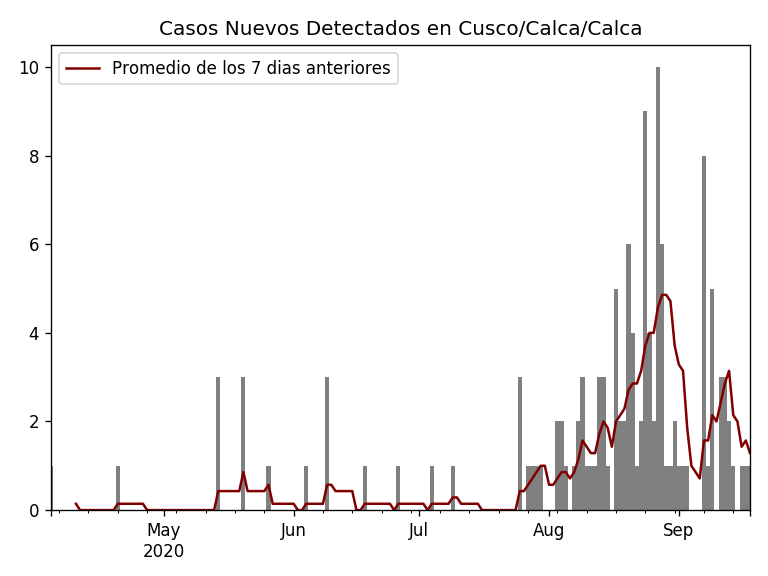 Casos Nuevos Detectados en Cusco/Calca/Calca
Promedio de los 7 dias anteriores
10
8
6
4
2
0
May Jun Jul Aug Sep
2020